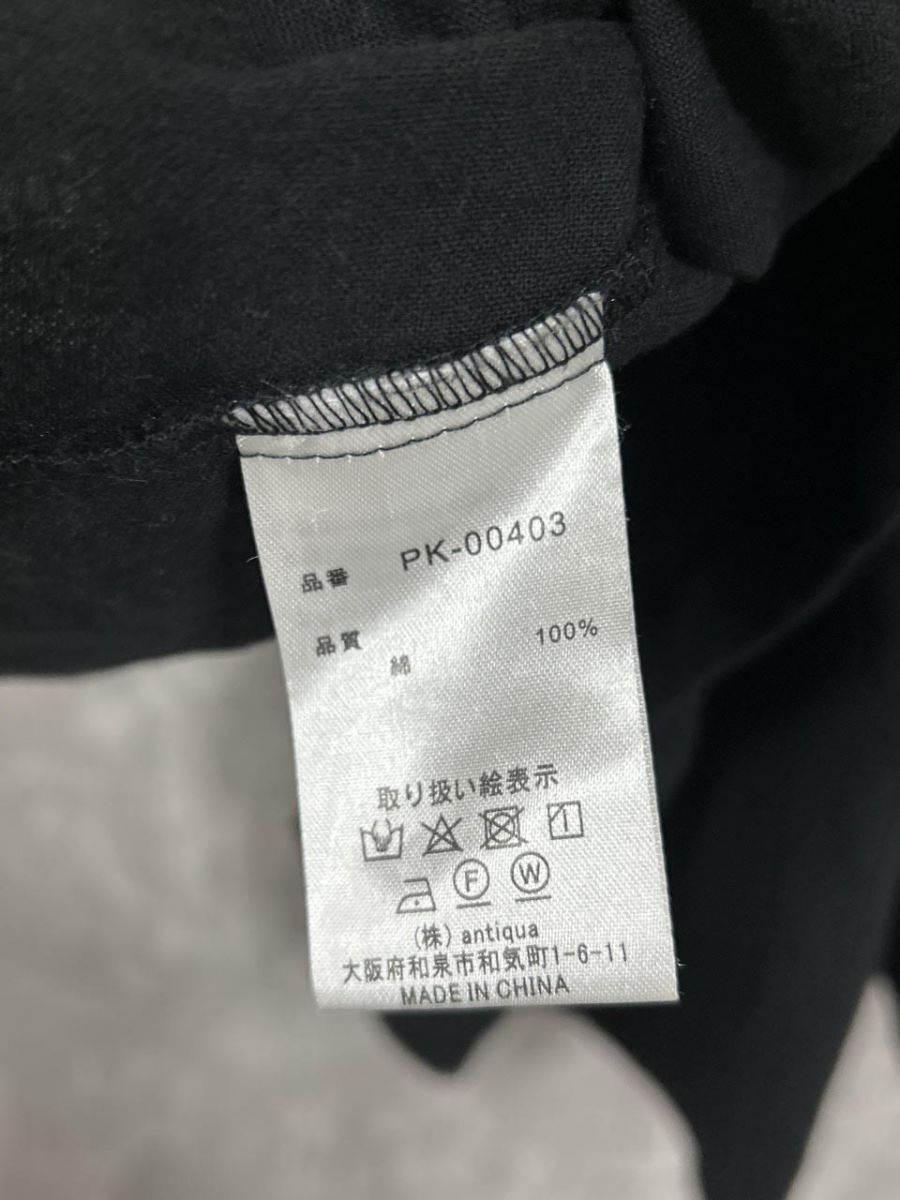 品番 PK-00403
品質 綿 100%
取り扱い絵表示
F W
(株) antiqua
大阪府和泉市和気町1-6-11
MADE IN CHINA